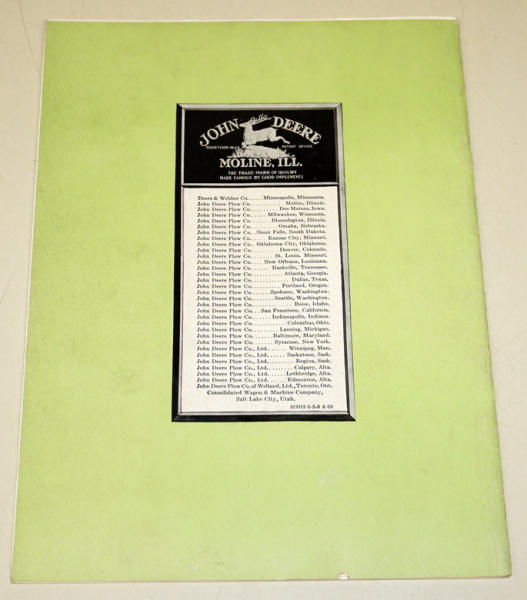 JOHN DEERE
REGISTERED IN U.S. PATENT OFFICE
MOLINE, ILL.
THE TRADE-MARK OF QUALITY
MADE FAMOUS BY GOOD IMPLEMENTS
Deere & Webber Co......Minneapolis, Minnesota.
John Deere Plow Co............Moline, Illinois.
John Deere Plow Co..........Des Moines, Iowa.
John Deere Plow Co......Milwaukee, Wisconsin.
John Deere Plow Co.......Bloomington, Illinois.
John Deere Plow Co.........Omaha, Nebraska.
John Deere Plow Co..Sioux Falls, South Dakota.
John Deere Plow Co......Kansas City, Missouri.
John Deere Plow Co..Oklahoma City, Oklahoma.
John Deere Plow Co..........Denver, Colorado.
John Deere Plow Co........St. Louis, Missouri.
John Deere Plow Co....New Orleans, Louisiana.
John Deere Plow Co.......Nashville, Tennessee.
John Deere Plow Co...........Atlanta, Georgia.
John Deere Plow Co.............Dallas, Texas.
John Deere Plow Co..........Portland, Oregon.
John Deere Plow Co.......Spokane, Washington.
John Deere Plow Co........Seattle, Washington.
John Deere Plow Co..............Boise, Idaho.
John Deere Plow Co...San Francisco, California.
John Deere Plow Co.......Indianapolis, Indiana.
John Deere Plow Co............Columbus, Ohio.
John Deere Plow Co.........Lansing, Michigan.
John Deere Plow Co........Baltimore, Maryland.
John Deere Plow Co.........Syracuse, New York.
John Deere Plow Co., Ltd.......Winnipeg, Man.
John Deere Plow Co., Ltd......Saskatoon, Sask.
John Deere Plow Co., Ltd.........Regina, Sask.
John Deere Plow Co., Ltd.........Calgary, Alta.
John Deere Plow Co., Ltd......Lethbridge, Alta.
John Deere Plow Co., Ltd......Edmonton, Alta.
John Deere Plow Co. of Welland, Ltd., Toronto, Ont.
Consolidated Wagon & Machine Company,
Salt Lake City, Utah.